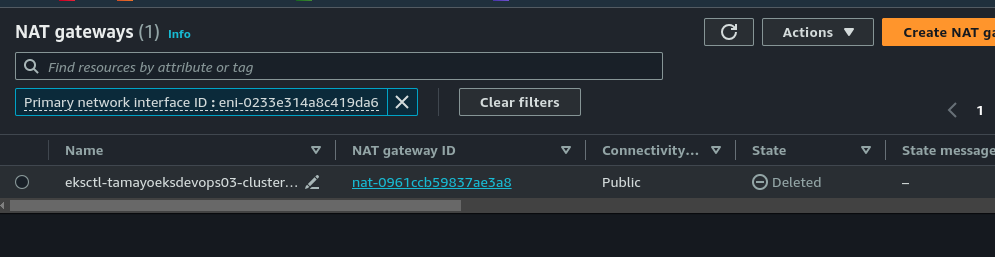 NAT gateways (1) Info
Actions
Create NAT ga
Find resources by attribute or tag
Primary network interface ID : eni-0233e314a8c419da6
Clear filters
1
Name NAT gateway ID Connectivity... State State message
eksctl-tamayoeksdevops03-cluster... nat-0961ccb59837ae3a8 Public Deleted –